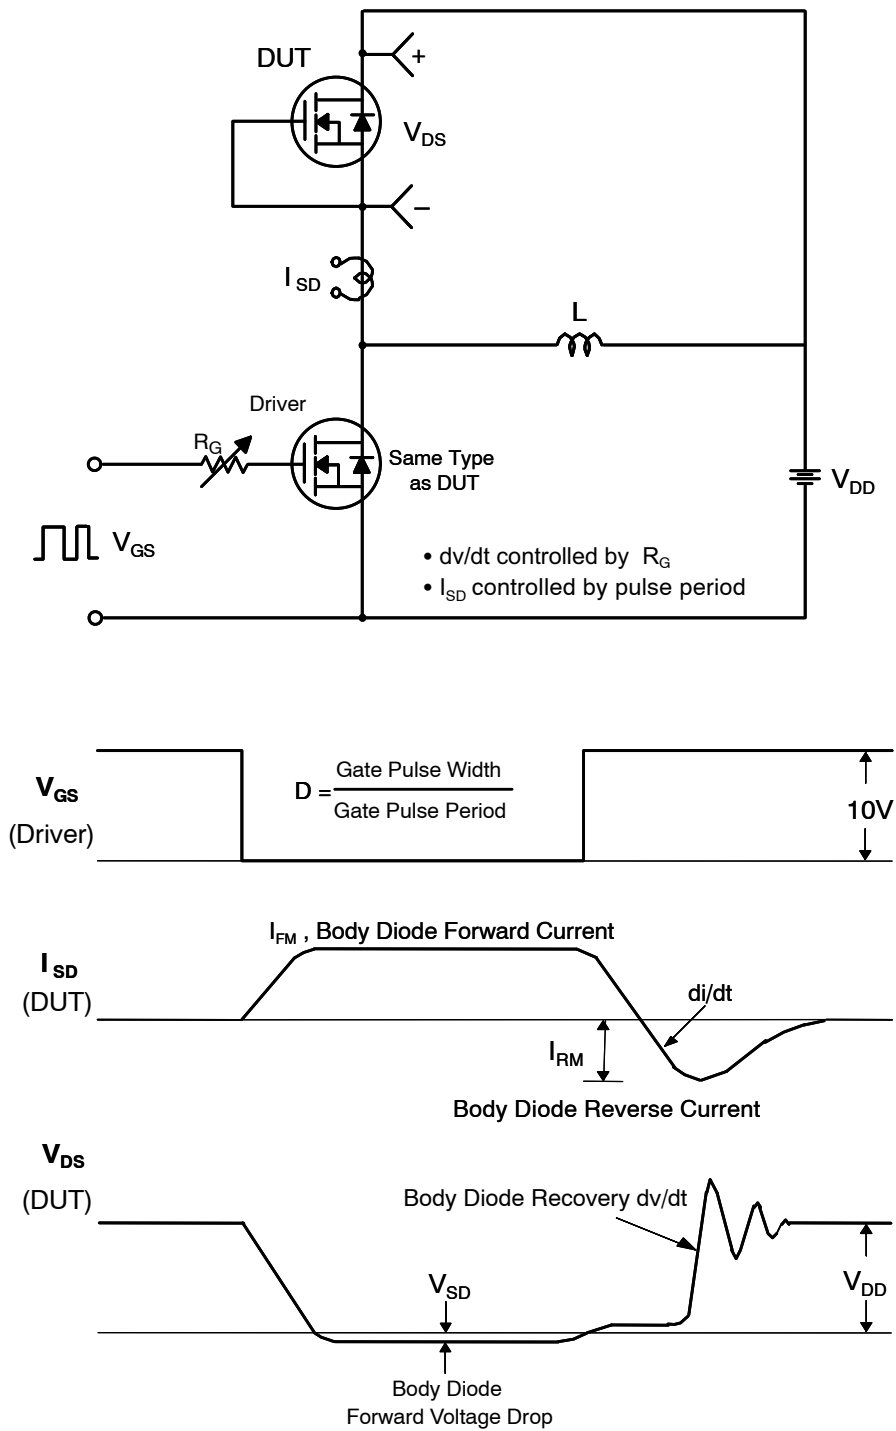 DUT
+
V_DS
−
I_SD
L
Driver
R_G
Same Type
as DUT
V_DD
V_GS
• dv/dt controlled by R_G
• I_SD controlled by pulse period
V_GS
(Driver)
D = Gate Pulse Width
Gate Pulse Period
10V
I_FM , Body Diode Forward Current
I_SD
(DUT)
di/dt
I_RM
Body Diode Reverse Current
V_DS
(DUT)
Body Diode Recovery dv/dt
V_SD
V_DD
Body Diode
Forward Voltage Drop